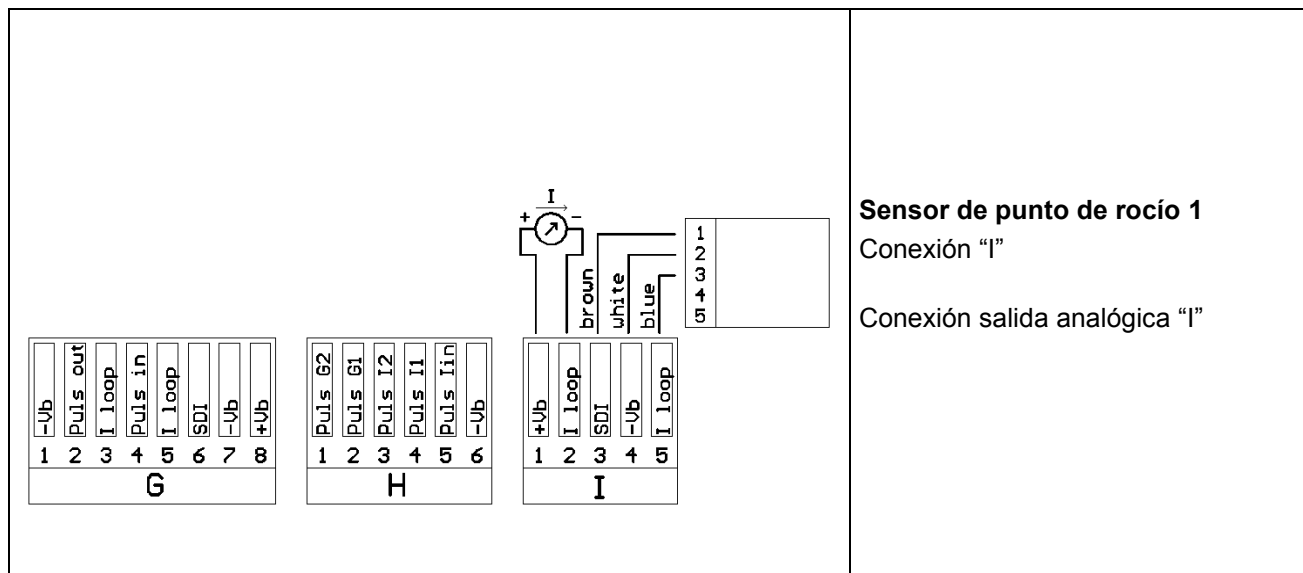 I
+ -
brown
white
blue
1
2
3
4
5
-Vb
Puls out
I loop
Puls in
I loop
SDI
-Vb
+Vb
1 2 3 4 5 6 7 8
G
Puls G2
Puls G1
Puls I2
Puls I1
Puls Iin
-Vb
1 2 3 4 5 6
H
+Vb
I loop
SDI
-Vb
I loop
1 2 3 4 5
I
Sensor de punto de rocío 1
Conexión “I”
Conexión salida analógica “I”